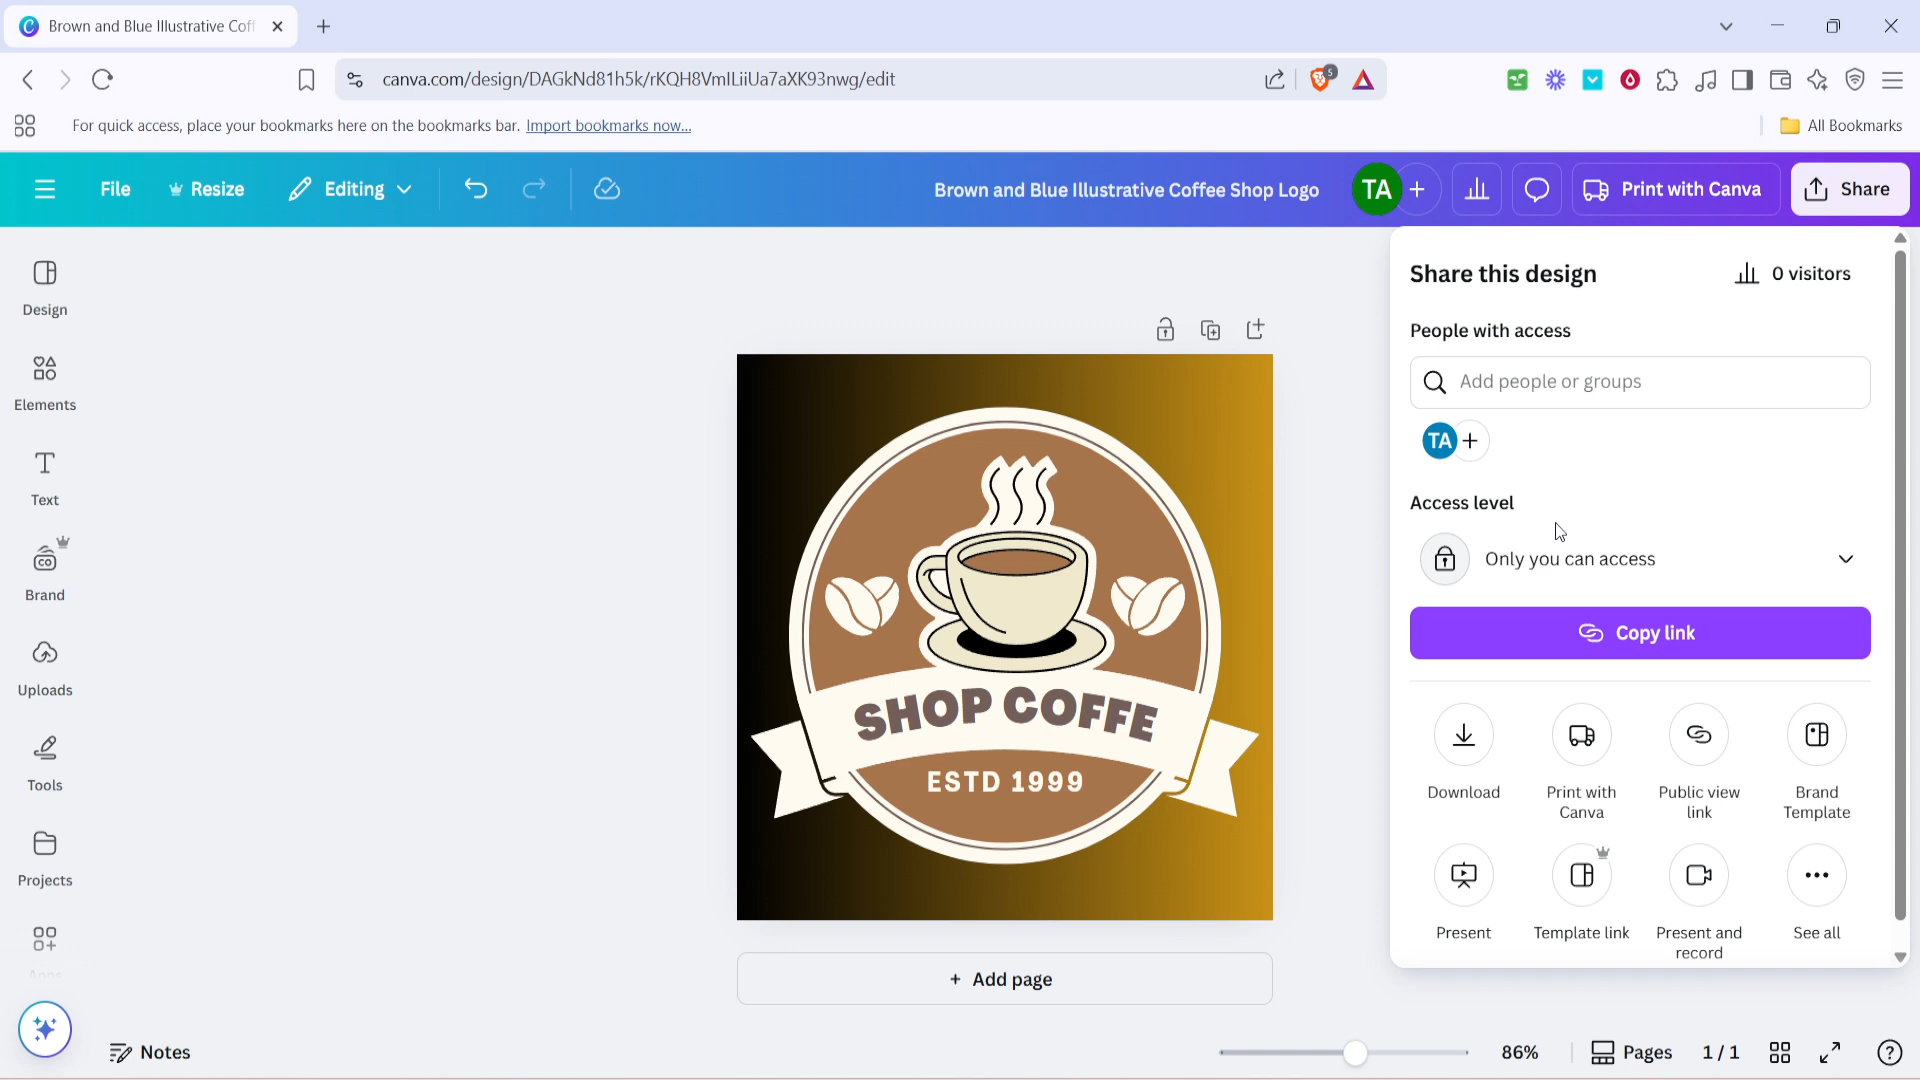 Brown and Blue Illustrative Cof
canva.com/design/DAGkNd81h5k/rKQH8VmlLiiUa7aXK93nwg/edit
5
For quick access, place your bookmarks here on the bookmarks bar. Import bookmarks now...
All Bookmarks
File
Resize
Editing
Brown and Blue Illustrative Coffee Shop Logo
TA
Print with Canva
Share
Design
Elements
Text
Brand
Uploads
Tools
Projects
Apps
SHOP COFFE
ESTD 1999
+ Add page
Share this design
0 visitors
People with access
Add people or groups
TA
Access level
Only you can access
Copy link
Download
Print with
Canva
Public view
link
Brand
Template
Present
Template link
Present and
record
See all
Notes
86%
Pages
1 / 1